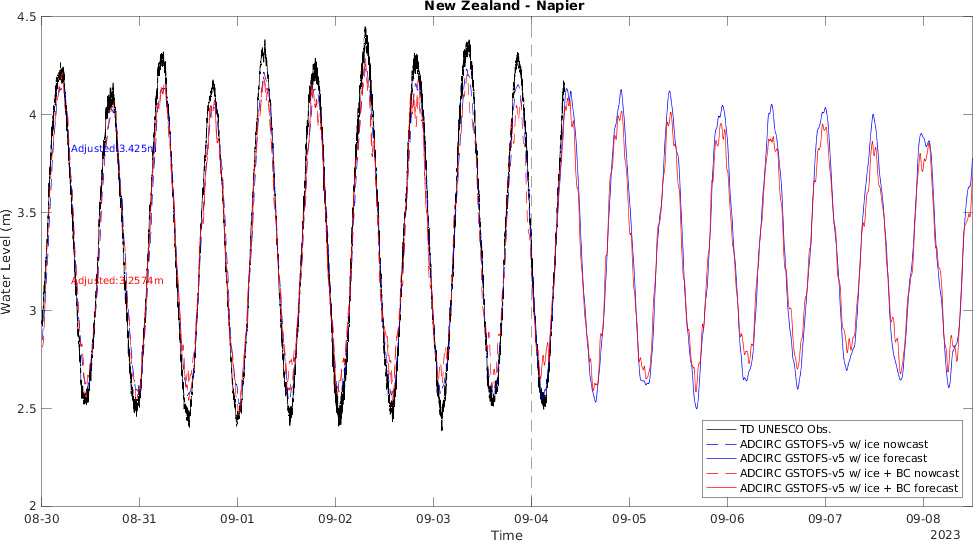 New Zealand - Napier
4.5
4
3.5
3
2.5
2
Water Level (m)
Adjusted:3.425m
Adjusted:3.2574m
TD UNESCO Obs.
ADCIRC GSTOFS-v5 w/ ice nowcast
ADCIRC GSTOFS-v5 w/ ice forecast
ADCIRC GSTOFS-v5 w/ ice + BC nowcast
ADCIRC GSTOFS-v5 w/ ice + BC forecast
08-30 08-31 09-01 09-02 09-03 09-04 09-05 09-06 09-07 09-08
Time
2023